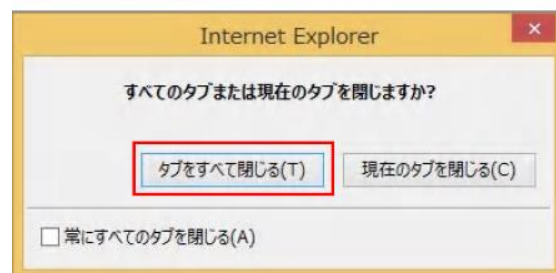 Internet Explorer
すべてのタブまたは現在のタブを閉じますか?
タブをすべて閉じる(T)
現在のタブを閉じる(C)
常にすべてのタブを閉じる(A)